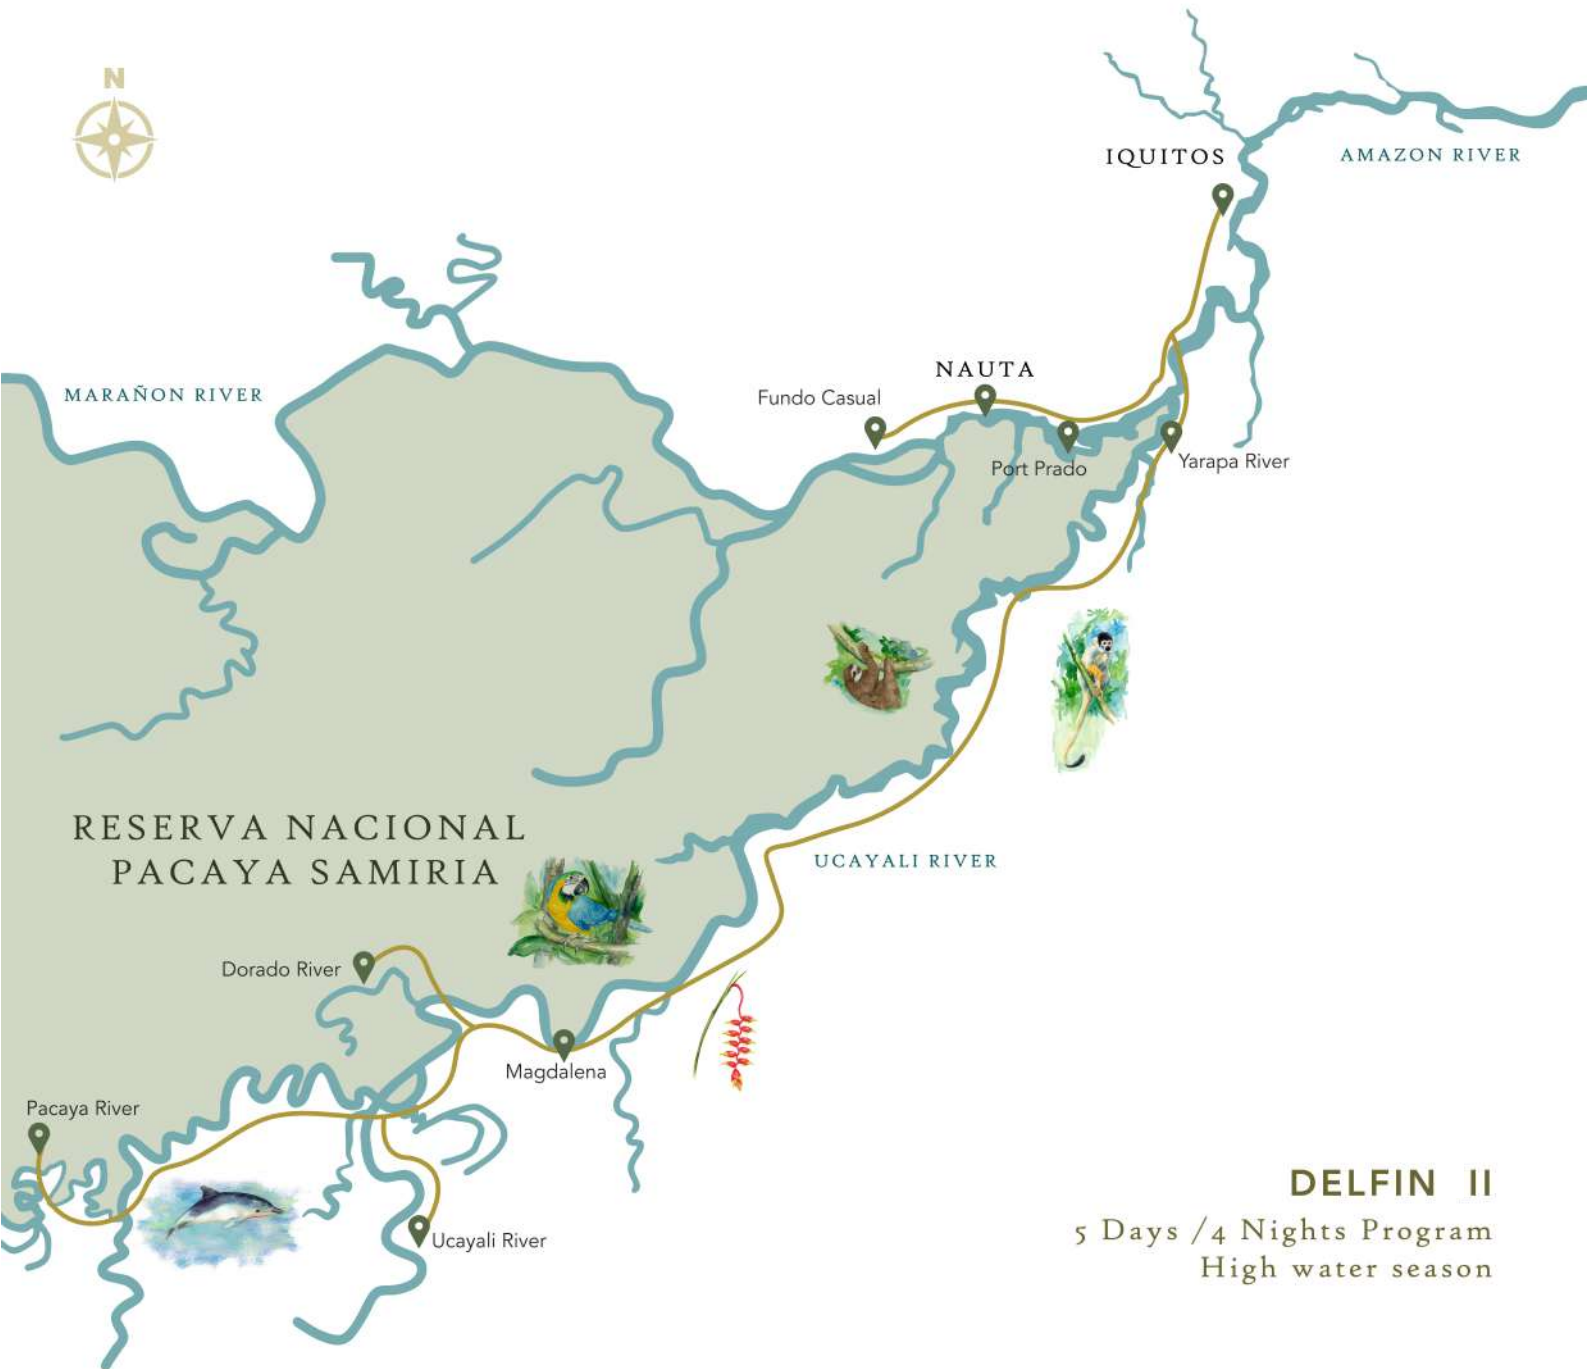 N
IQUITOS
AMAZON RIVER
NAUTA
MARAÑON RIVER
Fundo Casual
Port Prado
Yarapa River
RESERVA NACIONAL
PACAYA SAMIRIA
UCAYALI RIVER
Dorado River
Magdalena
Pacaya River
Ucayali River
DELFIN II
5 Days /4 Nights Program
High water season